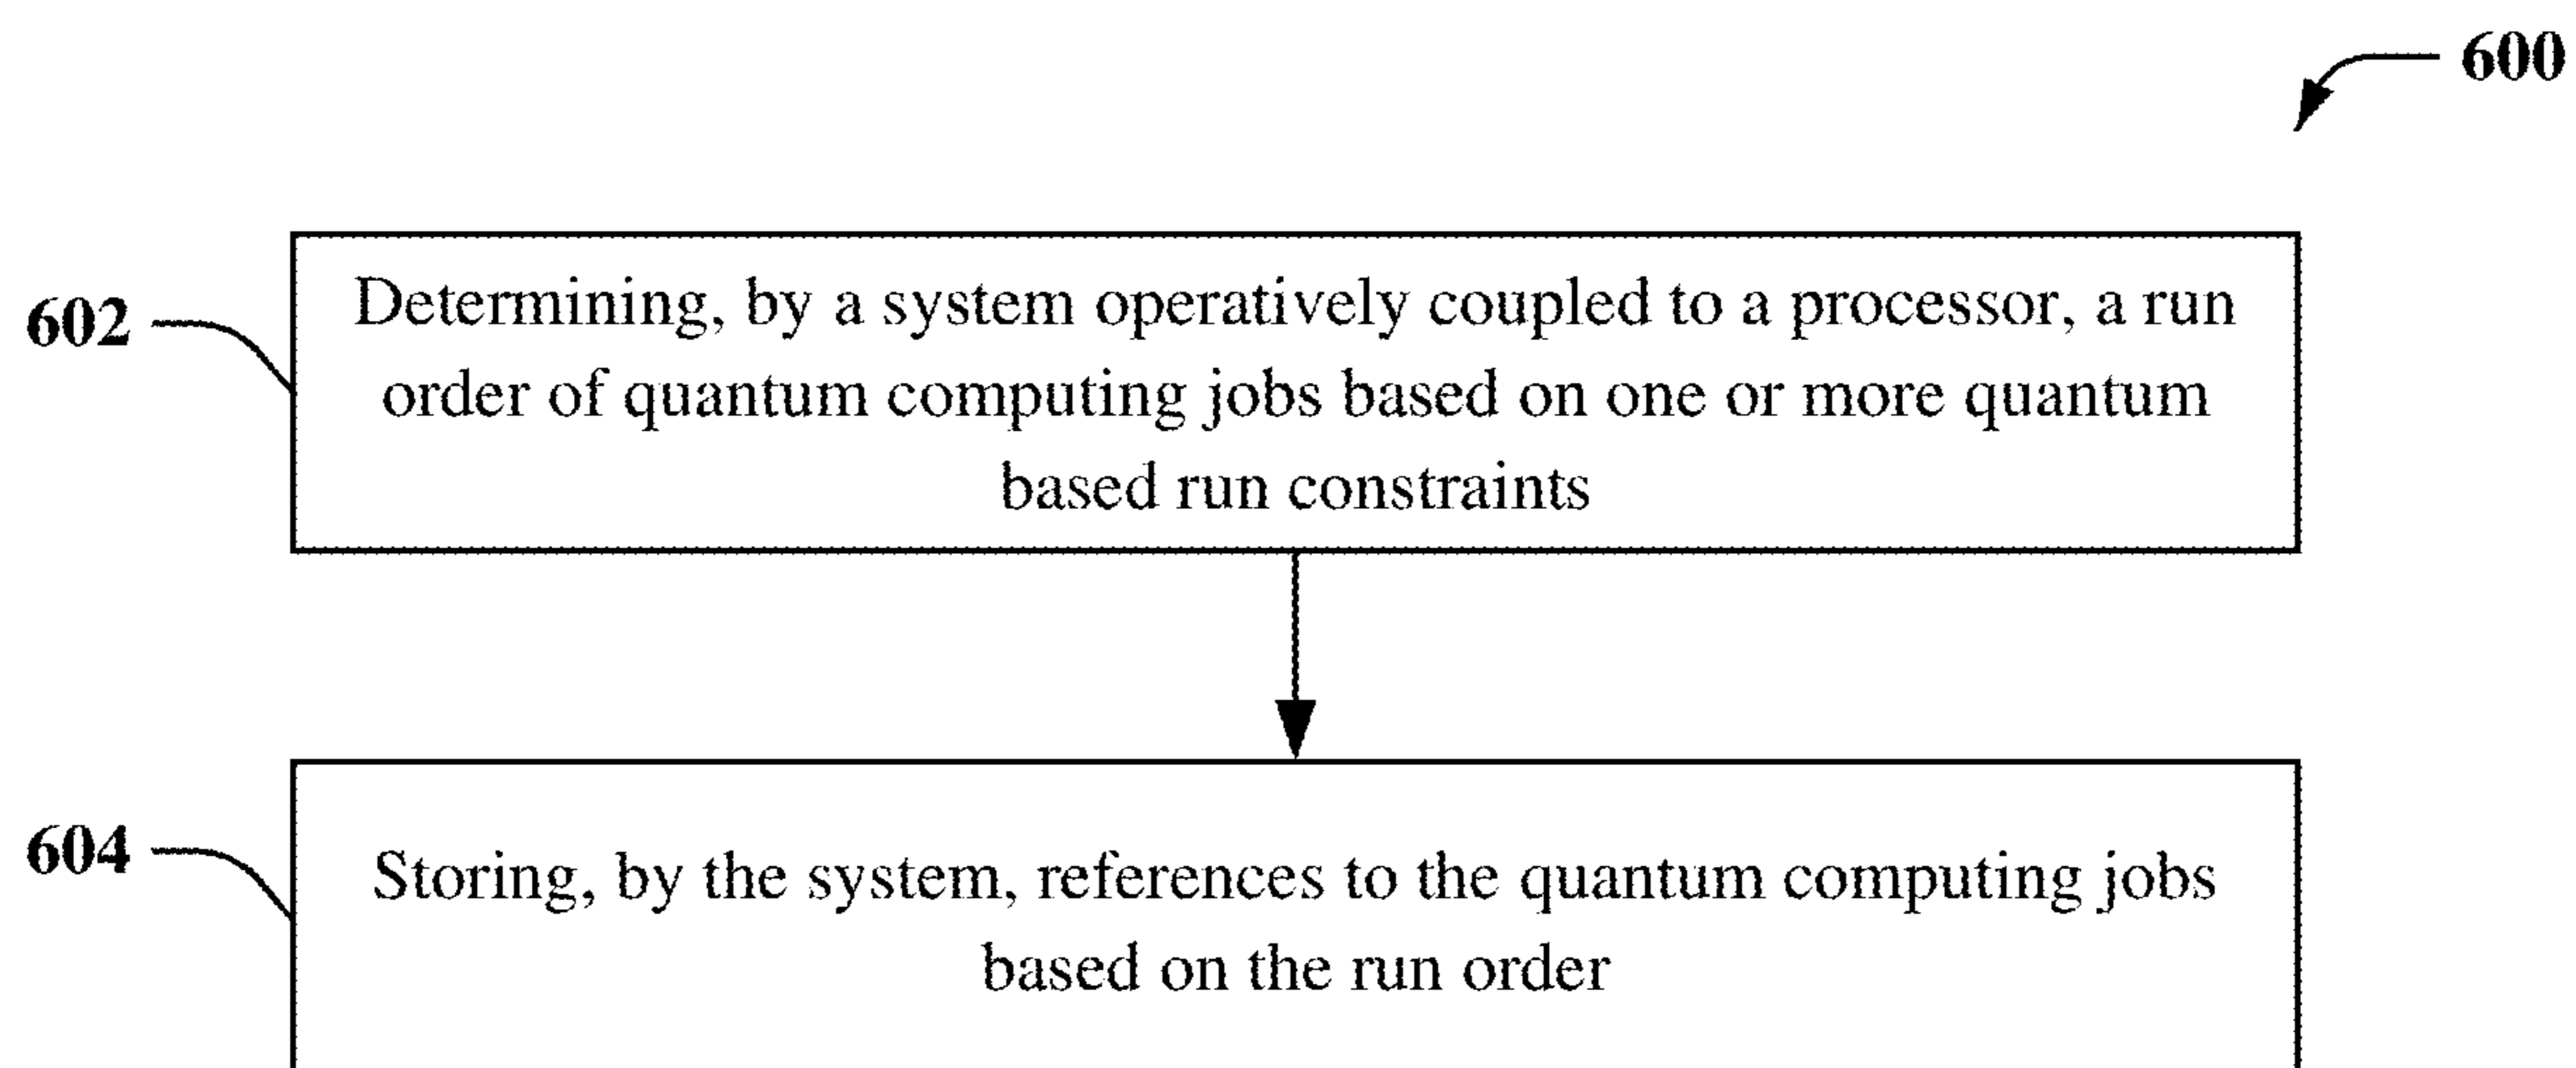 600
602
Determining, by a system operatively coupled to a processor, a run
order of quantum computing jobs based on one or more quantum
based run constraints
604
Storing, by the system, references to the quantum computing jobs
based on the run order